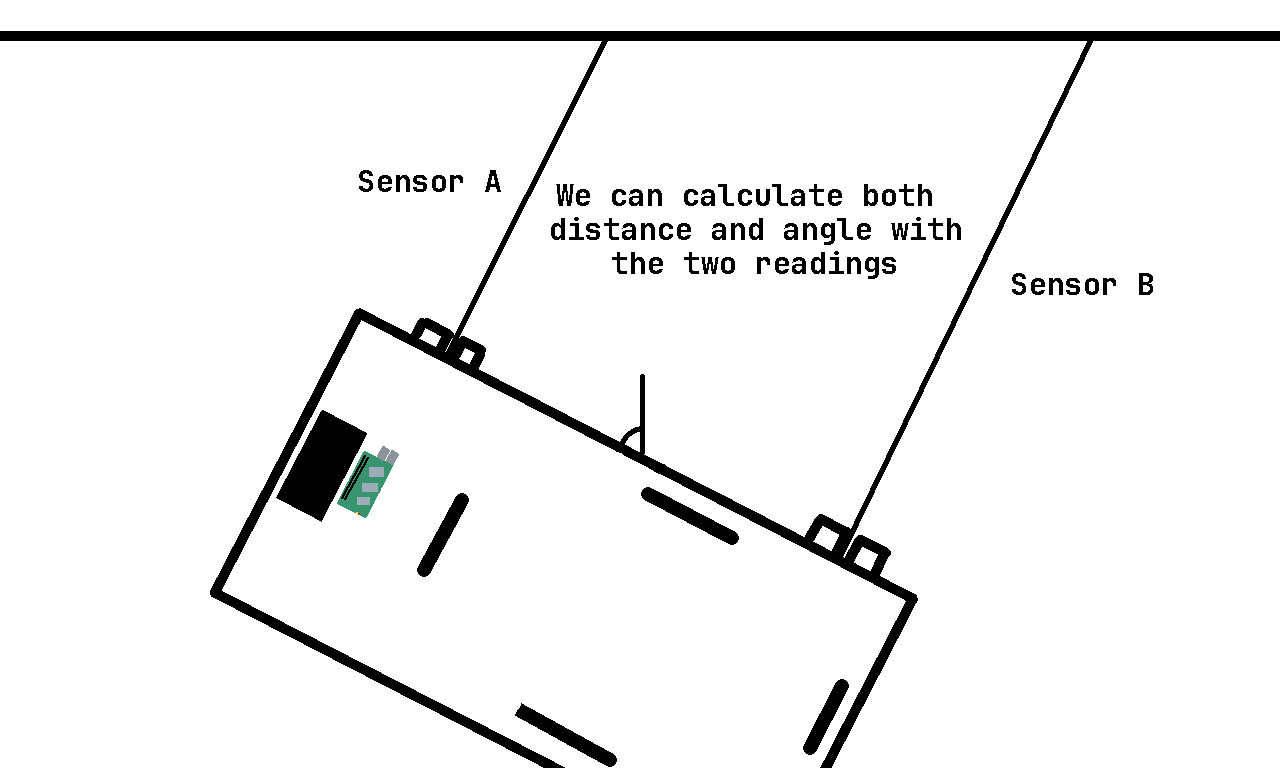 Sensor A
We can calculate both
distance and angle with
the two readings
Sensor B